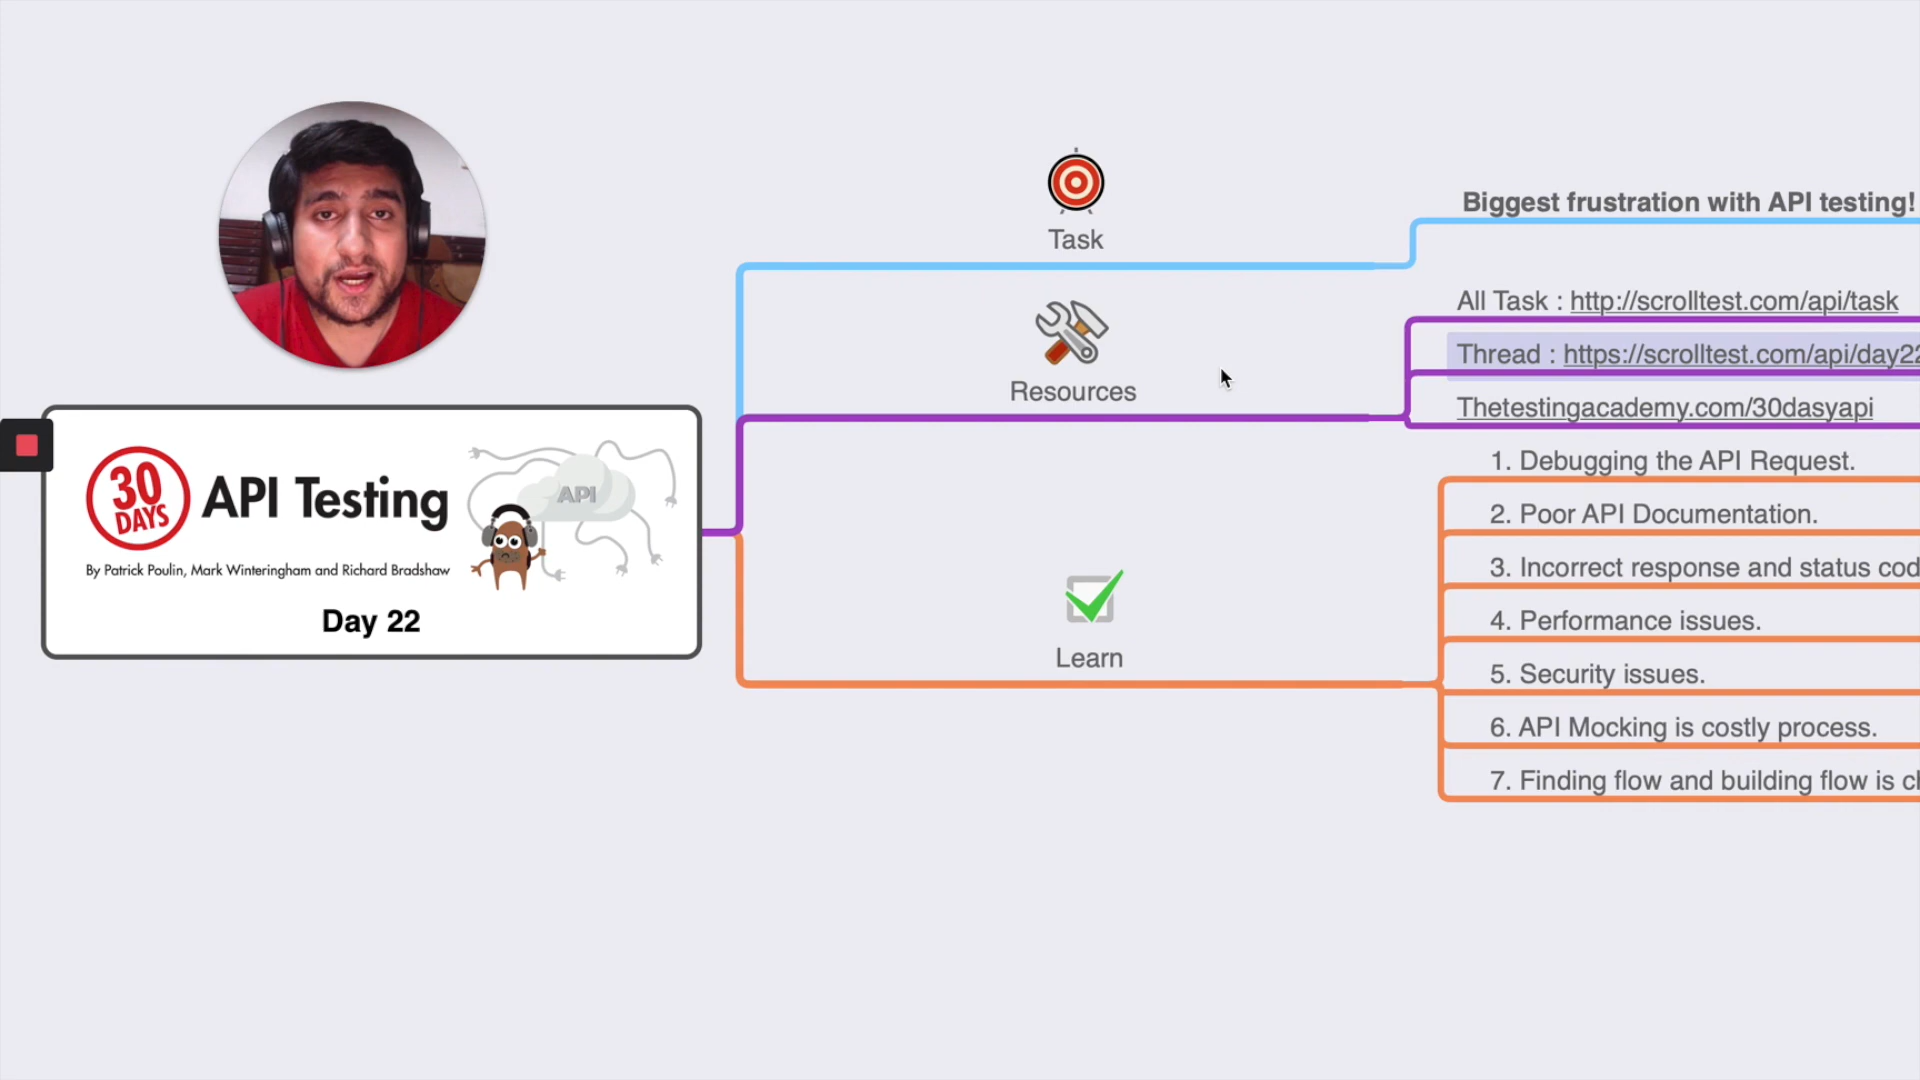 Task
Biggest frustration with API testing!
Resources
All Task : http://scrolltest.com/api/task
Thread : https://scrolltest.com/api/day22
Thetestingacademy.com/30dasyapi
30
DAYS
API Testing
API
By Patrick Poulin, Mark Winteringham and Richard Bradshaw
Day 22
Learn
1. Debugging the API Request.
2. Poor API Documentation.
3. Incorrect response and status cod
4. Performance issues.
5. Security issues.
6. API Mocking is costly process.
7. Finding flow and building flow is ch